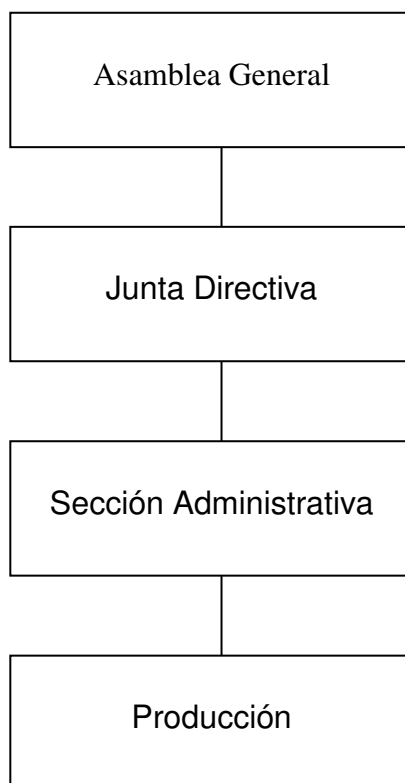 Asamblea General
Junta Directiva
Sección Administrativa
Producción